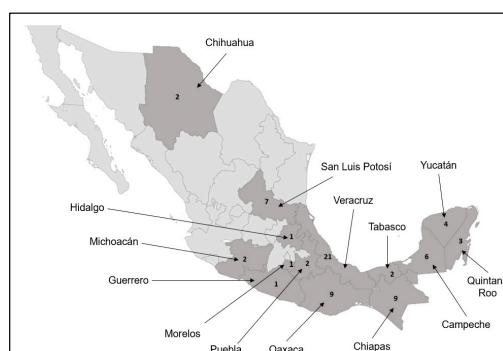 Chihuahua
2
Yucatán
San Luis Potosí
7
4
Veracruz
Hidalgo
Tabasco
1
3
Michoacán
21
6
2
1
2
2
Quintana
Roo
Guerrero
1
9
9
Campeche
Morelos
Puebla
Oaxaca
Chiapas